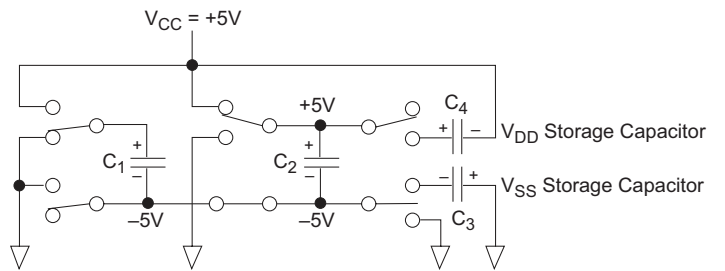 V_CC = +5V
+5V
C_4
+
–
V_DD Storage Capacitor
+
C_1
–
+
C_2
–
–
+
V_SS Storage Capacitor
C_3
–5V
–5V